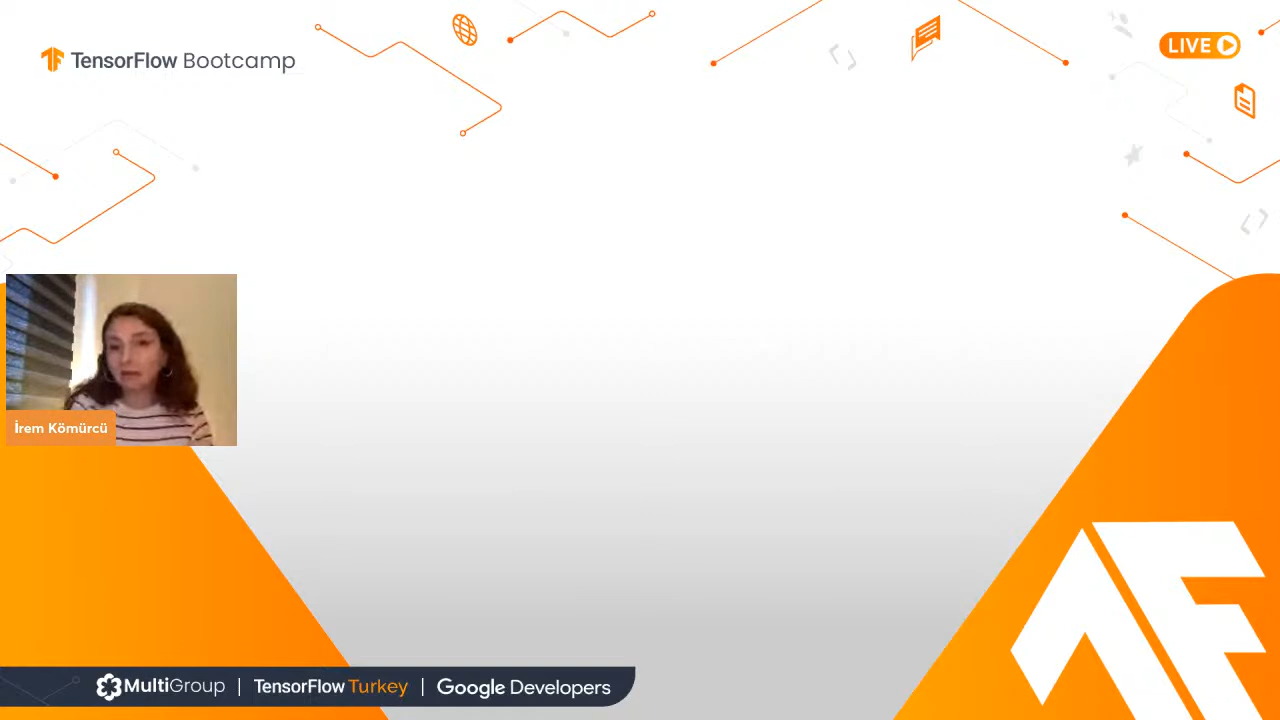 TensorFlow Bootcamp
LIVE
İrem Kömürcü
MultiGroup | TensorFlow Turkey | Google Developers